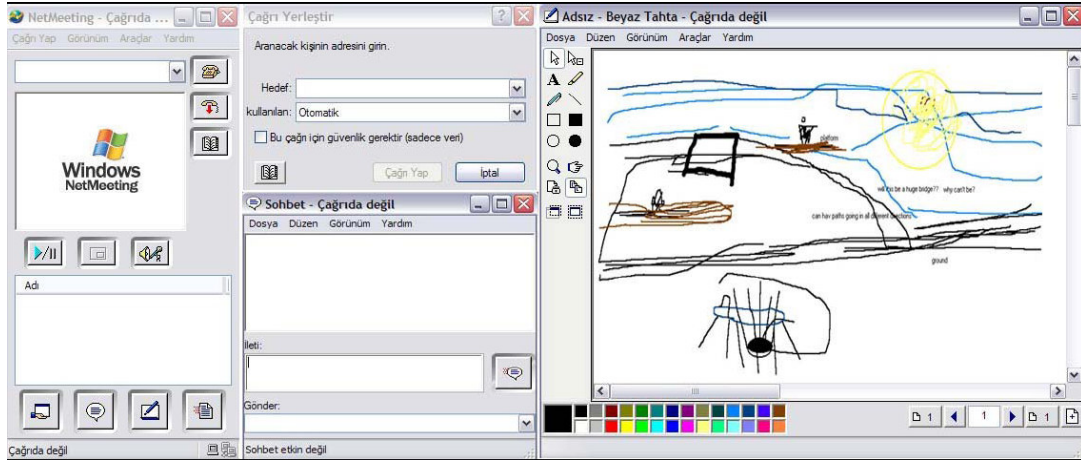 NetMeeting - Çağrıda ...
Çağrı Yap Görünüm Araçlar Yardım
Windows
NetMeeting
Adı
Çağrıda değil
Çağrı Yerleştir
Aranacak kişinin adresini girin.
Hedef:
kullanılan: Otomatik
Bu çağrı için güvenlik gerektir (sadece veri)
Çağrı Yap İptal
Sohbet - Çağrıda değil
Dosya Düzen Görünüm Yardım
İleti:
Gönder:
Sohbet etkin değil
Adsız - Beyaz Tahta - Çağrıda değil
Dosya Düzen Görünüm Araçlar Yardım
A
platform
will this be a huge bridge?? why can't be?
can hav paths going in all different directions
ground
1 1 1